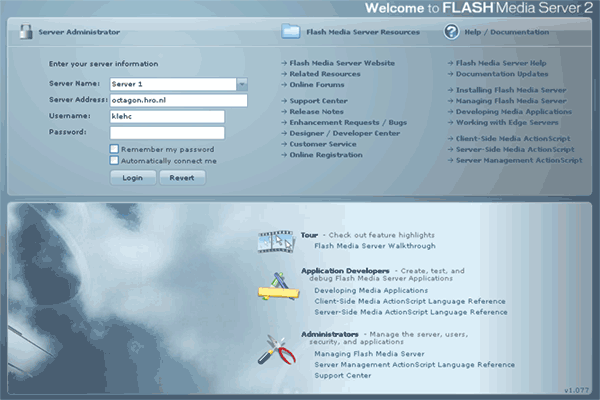 Welcome to FLASH Media Server 2
Server Administrator
Enter your server information
Server Name: Server 1
Server Address: octagon.hro.nl
Username: klehc
Password:
Remember my password
Automatically connect me
Login Revert
Flash Media Server Resources
→ Flash Media Server Website
→ Related Resources
→ Online Forums
→ Support Center
→ Release Notes
→ Enhancement Requests / Bugs
→ Designer / Developer Center
→ Customer Service
→ Online Registration
? Help / Documentation
→ Flash Media Server Help
→ Documentation Updates
→ Installing Flash Media Server
→ Managing Flash Media Server
→ Developing Media Applications
→ Working with Edge Servers
→ Client-Side Media ActionScript
→ Server-Side Media ActionScript
→ Server Management ActionScript
Tour - Check out feature highlights
Flash Media Server Walkthrough
Application Developers - Create, test, and
debug Flash Media Server Applications
Developing Media Applications
Client-Side Media ActionScript Language Reference
Server-Side Media ActionScript Language Reference
Administrators - Manage the server, users,
security, and applications
Managing Flash Media Server
Server Management ActionScript Language Reference
Support Center
v1.077